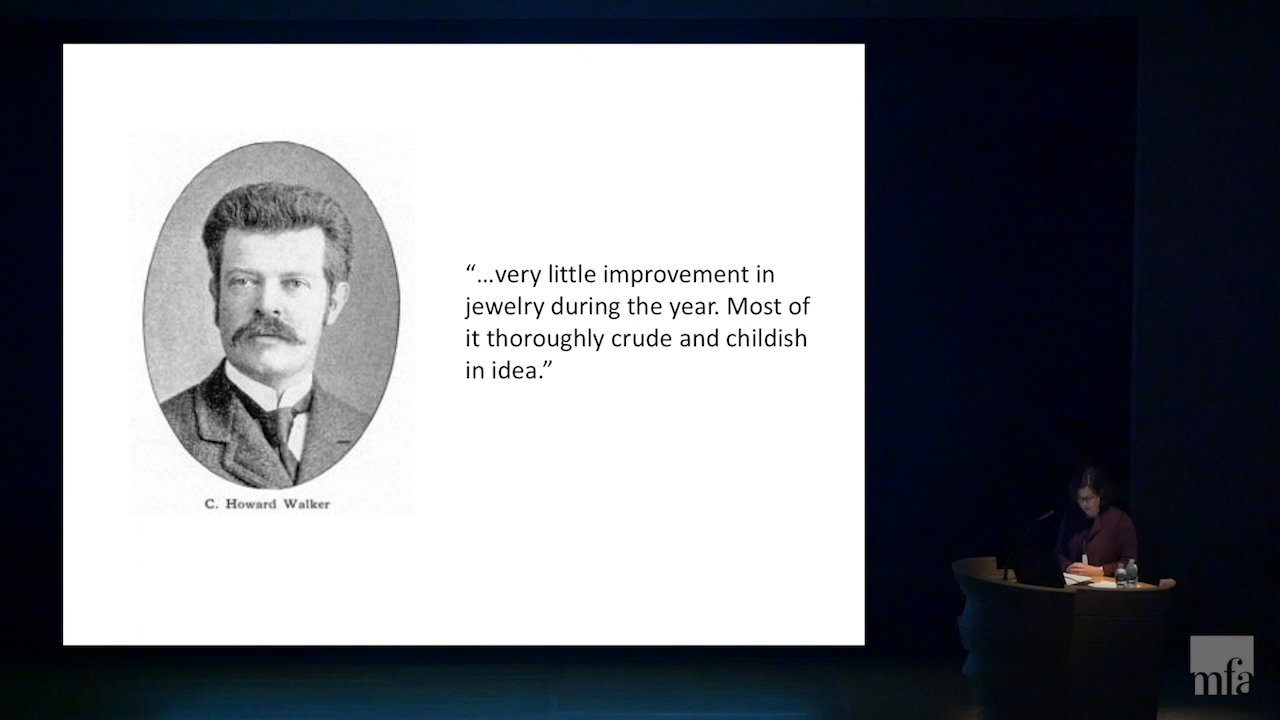 “…very little improvement in
jewelry during the year. Most of
it thoroughly crude and childish
in idea.”
C. Howard Walker
mfa